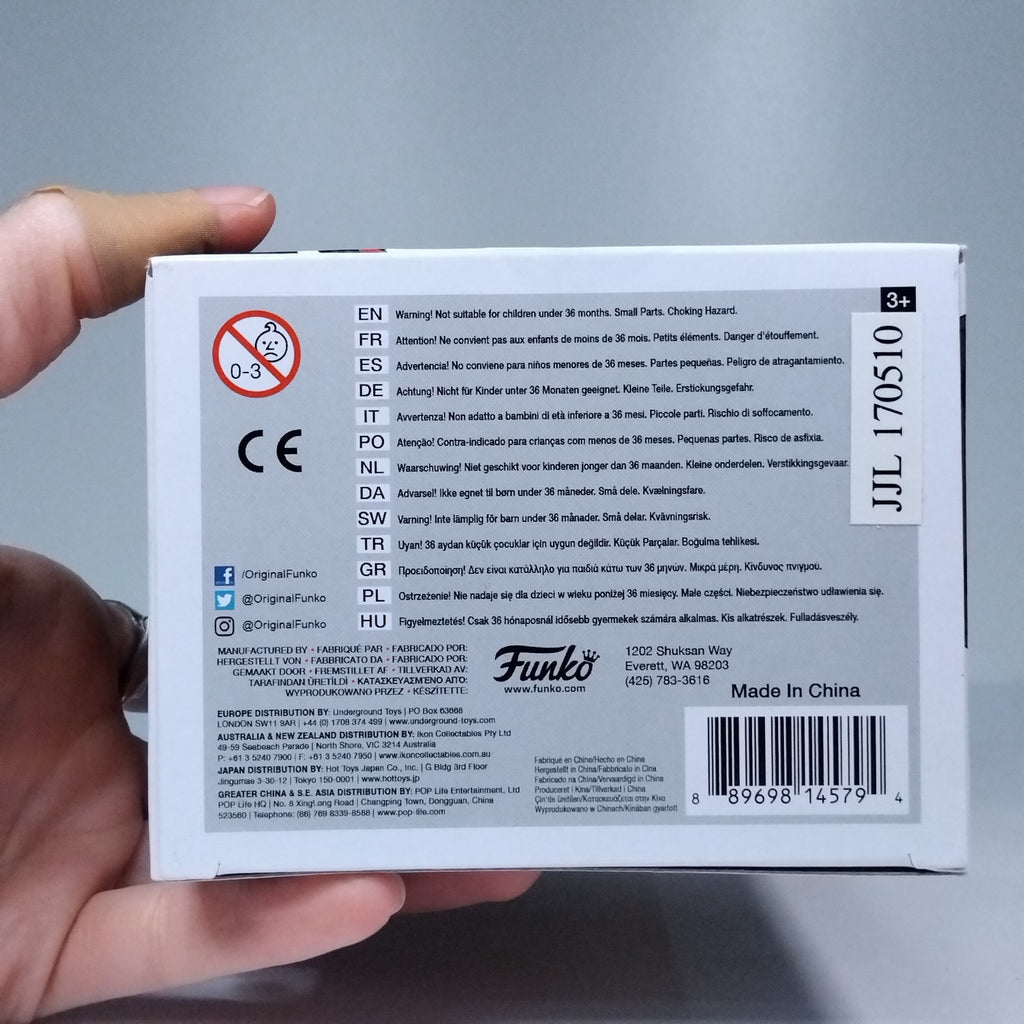 3+
JJL 170510
0-3
CE
EN Warning! Not suitable for children under 36 months. Small Parts. Choking Hazard.
FR Attention! Ne convient pas aux enfants de moins de 36 mois. Petits éléments. Danger d'étouffement.
ES Advertencia! No conviene para niños menores de 36 meses. Partes pequeñas. Peligro de atragantamiento.
DE Achtung! Nicht für Kinder unter 36 Monaten geeignet. Kleine Teile. Erstickungsgefahr.
IT Avvertenza! Non adatto a bambini di età inferiore a 36 mesi. Piccole parti. Rischio di soffocamento.
PO Atenção! Contra-indicado para crianças com menos de 36 meses. Pequenas partes. Risco de asfixia.
NL Waarschuwing! Niet geschikt voor kinderen jonger dan 36 maanden. Kleine onderdelen. Verstikkingsgevaar.
DA Advarsel! Ikke egnet til børn under 36 måneder. Små dele. Kvælningsfare.
SW Varning! Inte lämplig för barn under 36 månader. Små delar. Kvävningsrisk.
TR Uyan! 36 aydan küçük çocuklar için uygun değildir. Küçük Parçalar. Boğulma tehlikesi.
GR Προειδοποίηση! Δεν είναι κατάλληλο για παιδιά κάτω των 36 μηνών. Μικρά μέρη. Κίνδυνος πνιγμού.
PL Ostrzeżenie! Nie nadaje się dla dzieci w wieku poniżej 36 miesięcy. Małe części. Niebezpieczeństwo udławienia się.
HU Figyelmeztetés! Csak 36 hónaposnál idősebb gyermekek számára alkalmas. Kis alkatrészek. Fulladásveszély.
/OriginalFunko
@OriginalFunko
@OriginalFunko
MANUFACTURED BY • FABRIQUÉ PAR • FABRICADO POR:
HERGESTELLT VON • FABBRICATO DA • FABRICADO POR:
GEMAAKT DOOR • FREMSTILLET AF • TILLVERKAD AV:
TARAFINDAN ÜRETİLDİ • ΚΑΤΑΣΚΕΥΑΣΜΈΝΟ ΑΠΌ:
WYPRODUKOWANO PRZEZ • KÉSZÍTETTE:
Funko
www.funko.com
1202 Shuksan Way
Everett, WA 98203
(425) 783-3616
Made In China
EUROPE DISTRIBUTION BY: Underground Toys | PO Box 63068
LONDON SW11 9AR | +44 (0) 1708 374 499 | www.underground-toys.com
AUSTRALIA & NEW ZEALAND DISTRIBUTION BY: Ikon Collectables Pty Ltd
49-59 Seabeach Parade | North Shore, VIC 3214 Australia
P: +61 3 5240 7900 | F: +61 3 5240 7950 | www.ikoncollectables.com.au
JAPAN DISTRIBUTION BY: Hot Toys Japan Co., Inc. | G Bldg 3rd Floor
Jingumae 3-30-12 | Tokyo 150-0001 | www.hottoys.jp
GREATER CHINA & S.E. ASIA DISTRIBUTION BY: POP Life Entertainment, Ltd
POP Life HQ | No. 8 XingLong Road | Changping Town, Dongguan, China
523560 | Telephone: (86) 769 8339-8588 | www.pop-life.com
Fabriqué en Chine/Hecho en China
Hergestellt in China/Fabbricato in Cina
Fabricado na China/Vervaardigd in China
Produceret i Kina/Tillverkad i China
Çin'de üretilen/Κατασκευάζεται στην Κίνα
Wyprodukowano w Chinach/Kínában gyártott
8 89698 14579 4